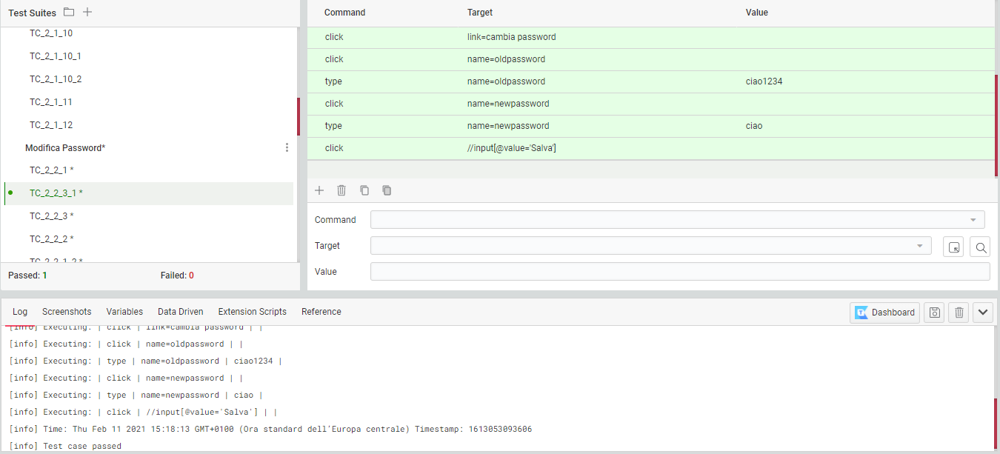 Test Suites
TC_2_1_10
TC_2_1_10_1
TC_2_1_10_2
TC_2_1_11
TC_2_1_12
Modifica Password*
TC_2_2_1 *
TC_2_2_3_1 *
TC_2_2_3 *
TC_2_2_2 *
TC_2_2_1_2 *
Passed: 1 Failed: 0
Command Target Value
click link=cambia password
click name=oldpassword
type name=oldpassword ciao1234
click name=newpassword
type name=newpassword ciao
click //input[@value='Salva']
Command
Target
Value
Log Screenshots Variables Data Driven Extension Scripts Reference Dashboard
[info] Executing: | click | link=cambia password | |
[info] Executing: | click | name=oldpassword | |
[info] Executing: | type | name=oldpassword | ciao1234 |
[info] Executing: | click | name=newpassword | |
[info] Executing: | type | name=newpassword | ciao |
[info] Executing: | click | //input[@value='Salva'] | |
[info] Time: Thu Feb 11 2021 15:18:13 GMT+0100 (Ora standard dell'Europa centrale) Timestamp: 1613053093606
[info] Test case passed